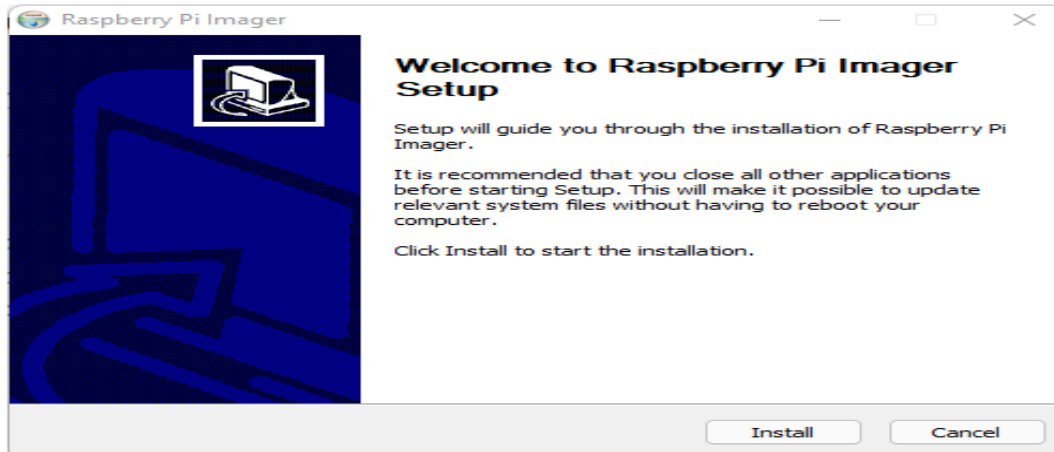 Raspberry Pi Imager
Welcome to Raspberry Pi Imager
Setup
Setup will guide you through the installation of Raspberry Pi
Imager.
It is recommended that you close all other applications
before starting Setup. This will make it possible to update
relevant system files without having to reboot your
computer.
Click Install to start the installation.
Install
Cancel